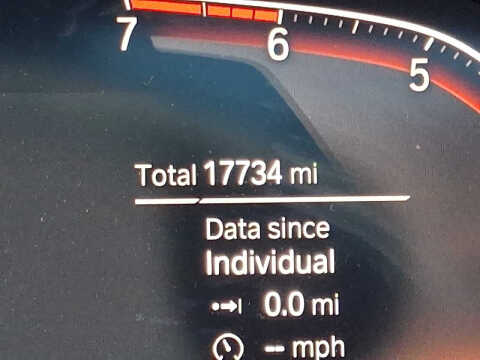 7 6 5
Total 17734 mi
Data since
Individual
0.0 mi
-- mph